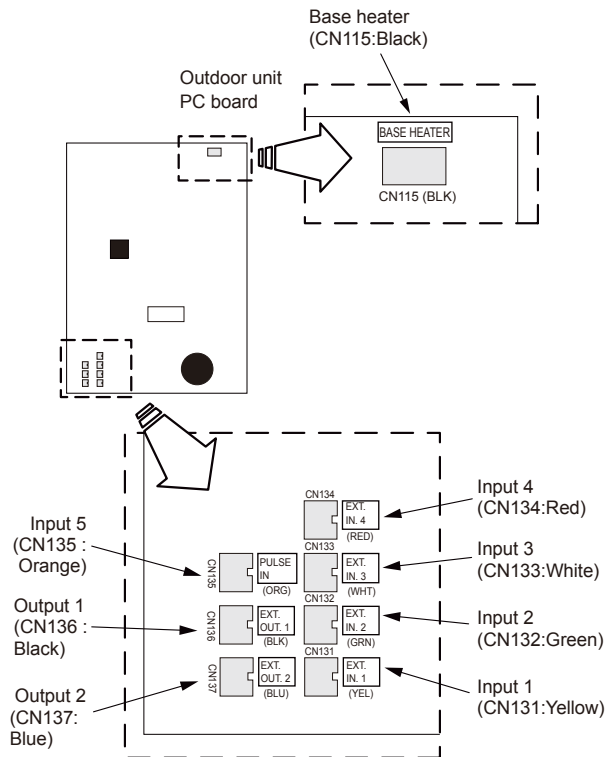 Base heater
(CN115:Black)
Outdoor unit
PC board
BASE HEATER
CN115 (BLK)
CN134
EXT.
IN. 4
(RED)
Input 4
(CN134:Red)
Input 5
(CN135 :
Orange)
CN135
PULSE
IN
(ORG)
CN133
EXT.
IN. 3
(WHT)
Input 3
(CN133:White)
Output 1
(CN136 :
Black)
CN136
EXT.
OUT. 1
(BLK)
CN132
EXT.
IN. 2
(GRN)
Input 2
(CN132:Green)
Output 2
(CN137:
Blue)
CN137
EXT.
OUT. 2
(BLU)
CN131
EXT.
IN. 1
(YEL)
Input 1
(CN131:Yellow)